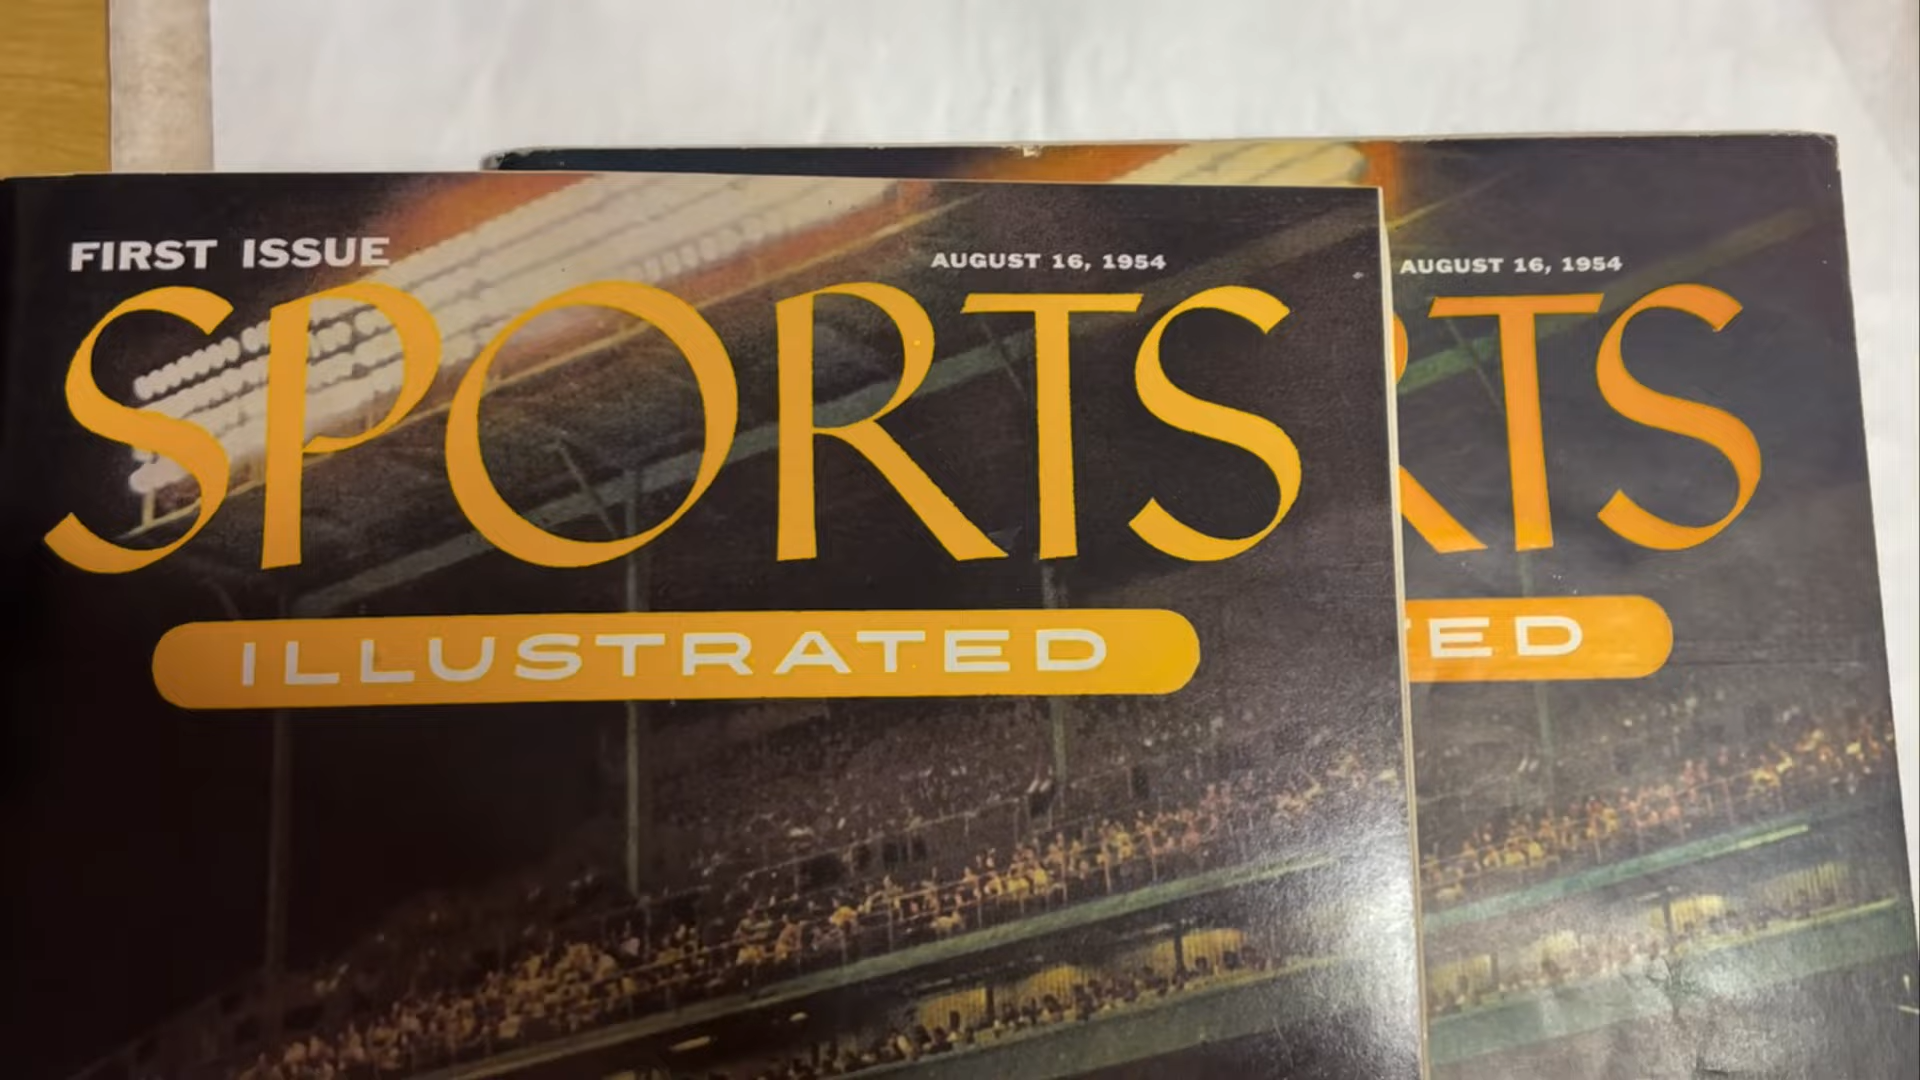 FIRST ISSUE
AUGUST 16, 1954
SPORTS
ILLUSTRATED
AUGUST 16, 1954
RTS
TED